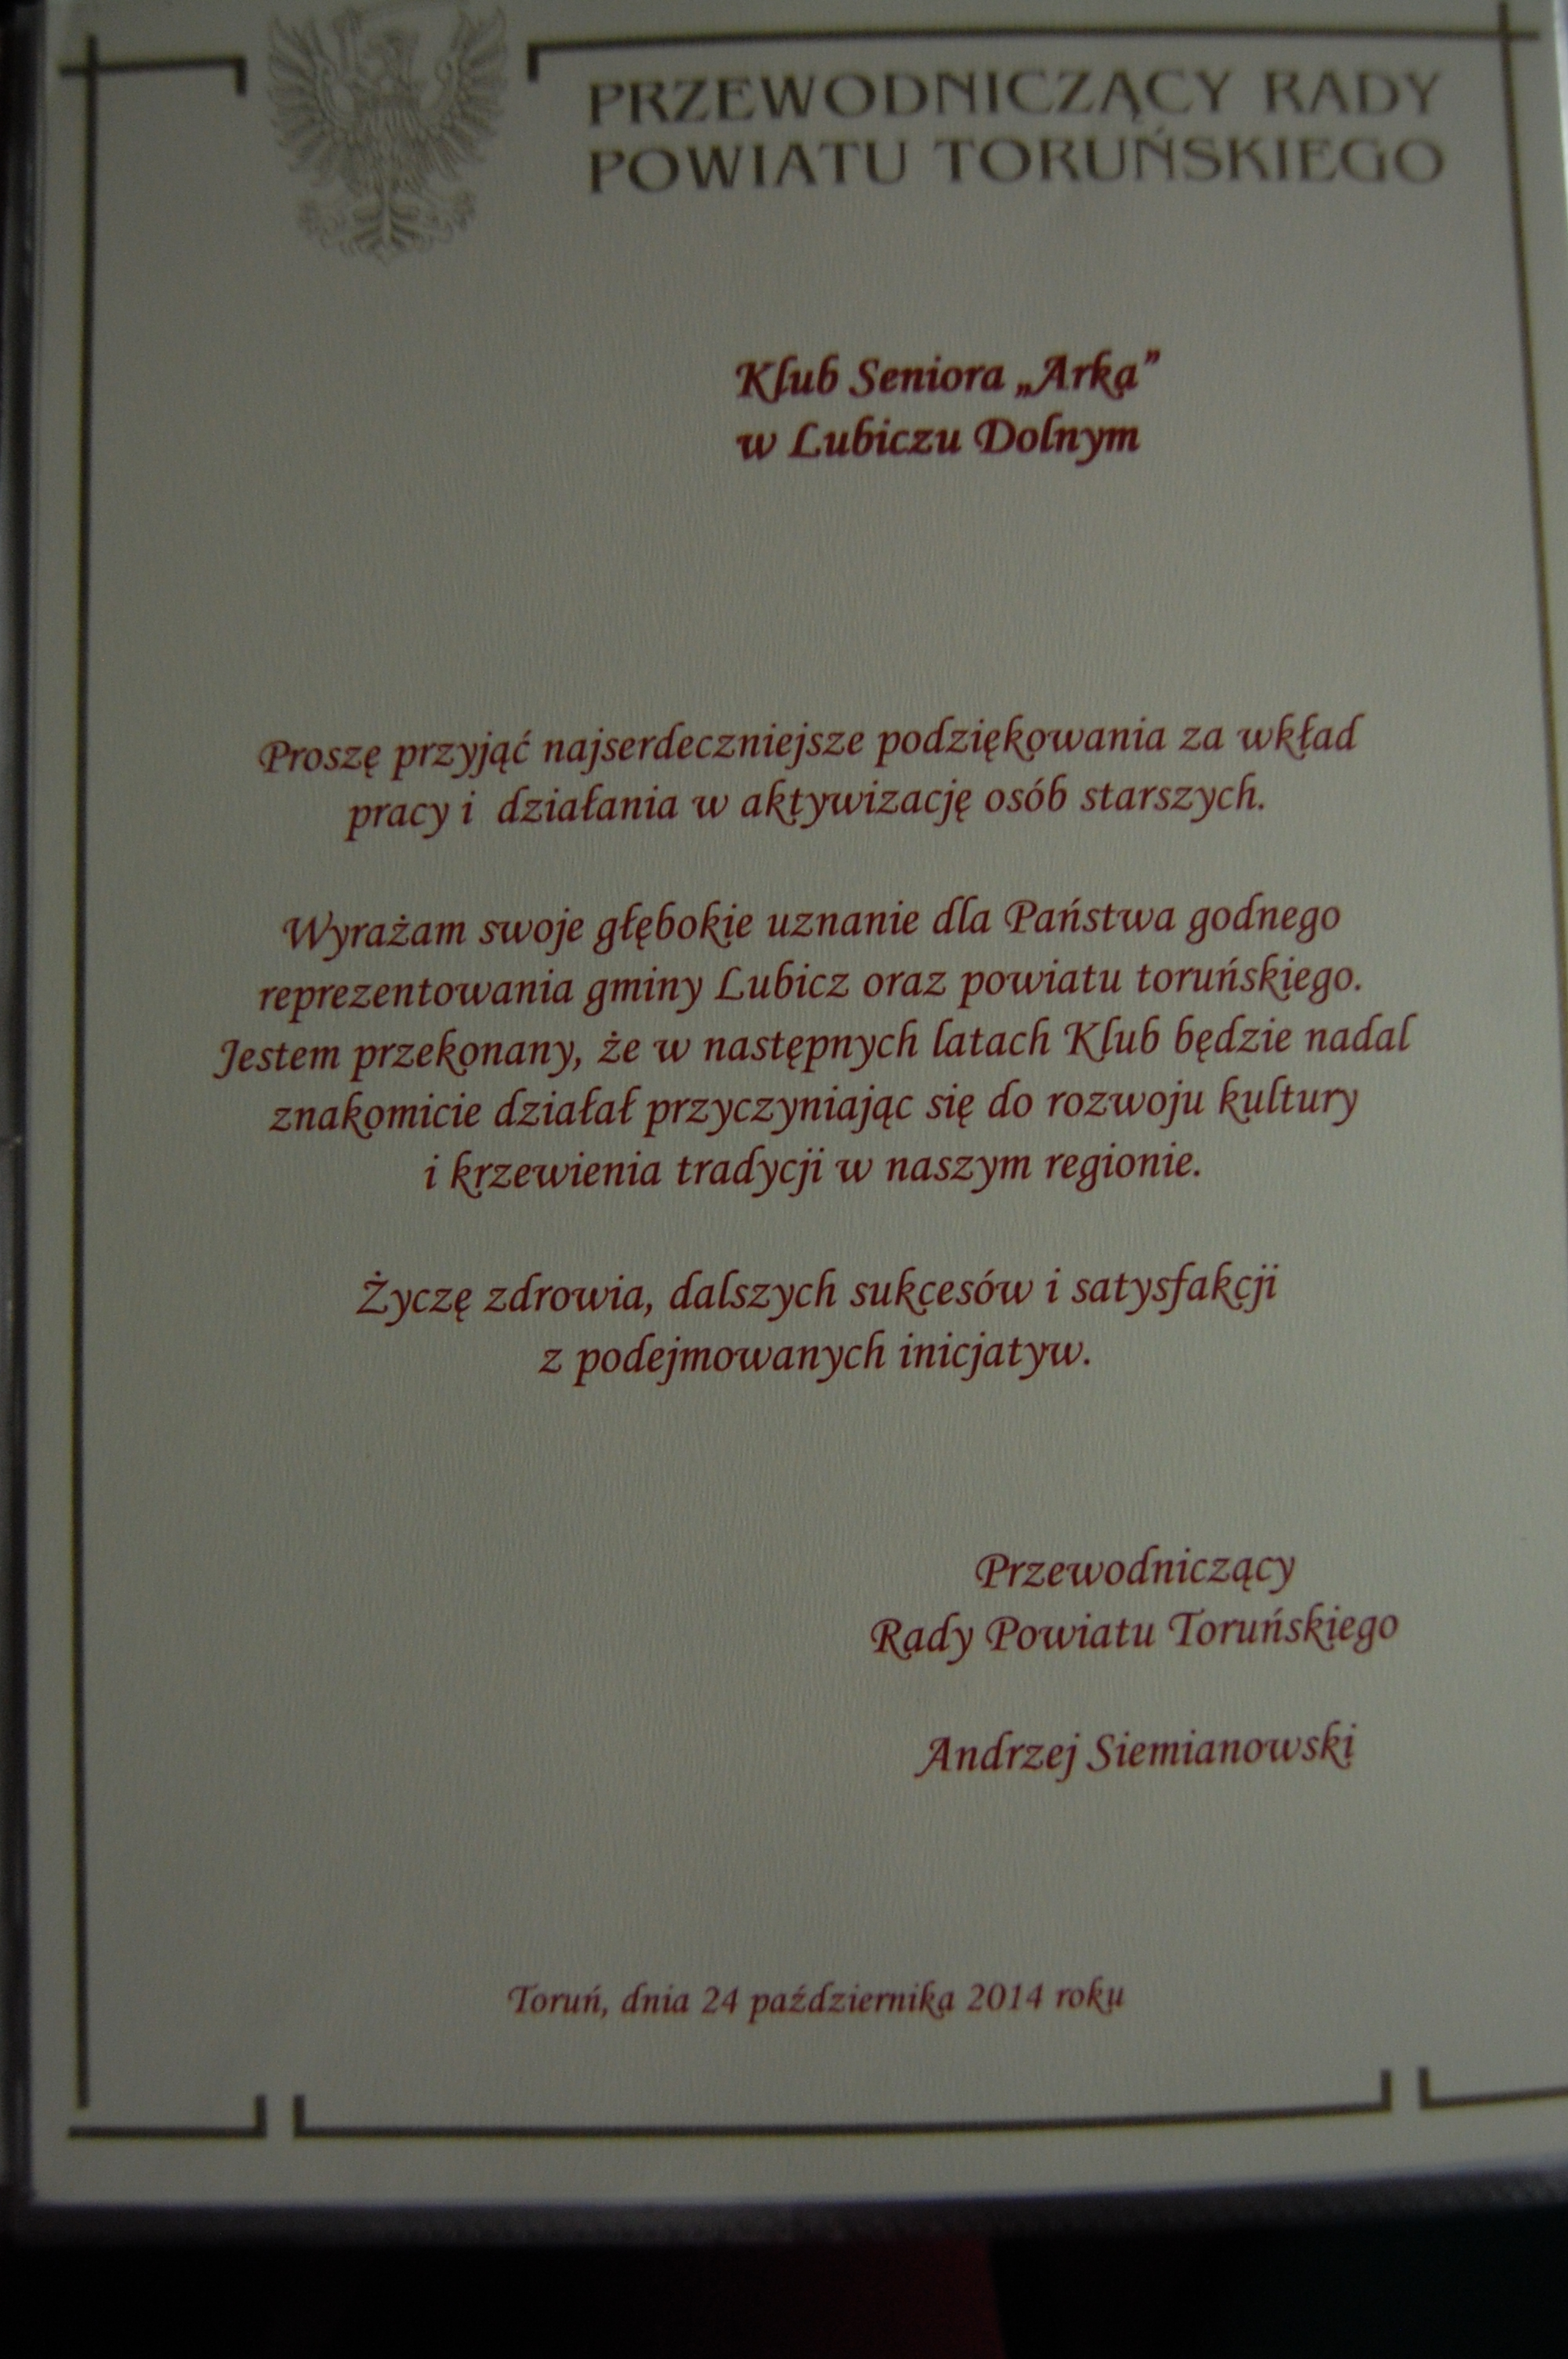 PRZEWODNICZĄCY RADY
POWIATU TORUŃSKIEGO
Klub Seniora „Arka”
w Lubiczu Dolnym
Proszę przyjąć najserdeczniejsze podziękowania za wkład
pracy i działania w aktywizację osób starszych.
Wyrażam swoje głębokie uznanie dla Państwa godnego
reprezentowania gminy Lubicz oraz powiatu toruńskiego.
Jestem przekonany, że w następnych latach Klub będzie nadal
znakomicie działał przyczyniając się do rozwoju kultury
i krzewienia tradycji w naszym regionie.
Życzę zdrowia, dalszych sukcesów i satysfakcji
z podejmowanych inicjatyw.
Przewodniczący
Rady Powiatu Toruńskiego
Andrzej Siemianowski
Toruń, dnia 24 października 2014 roku